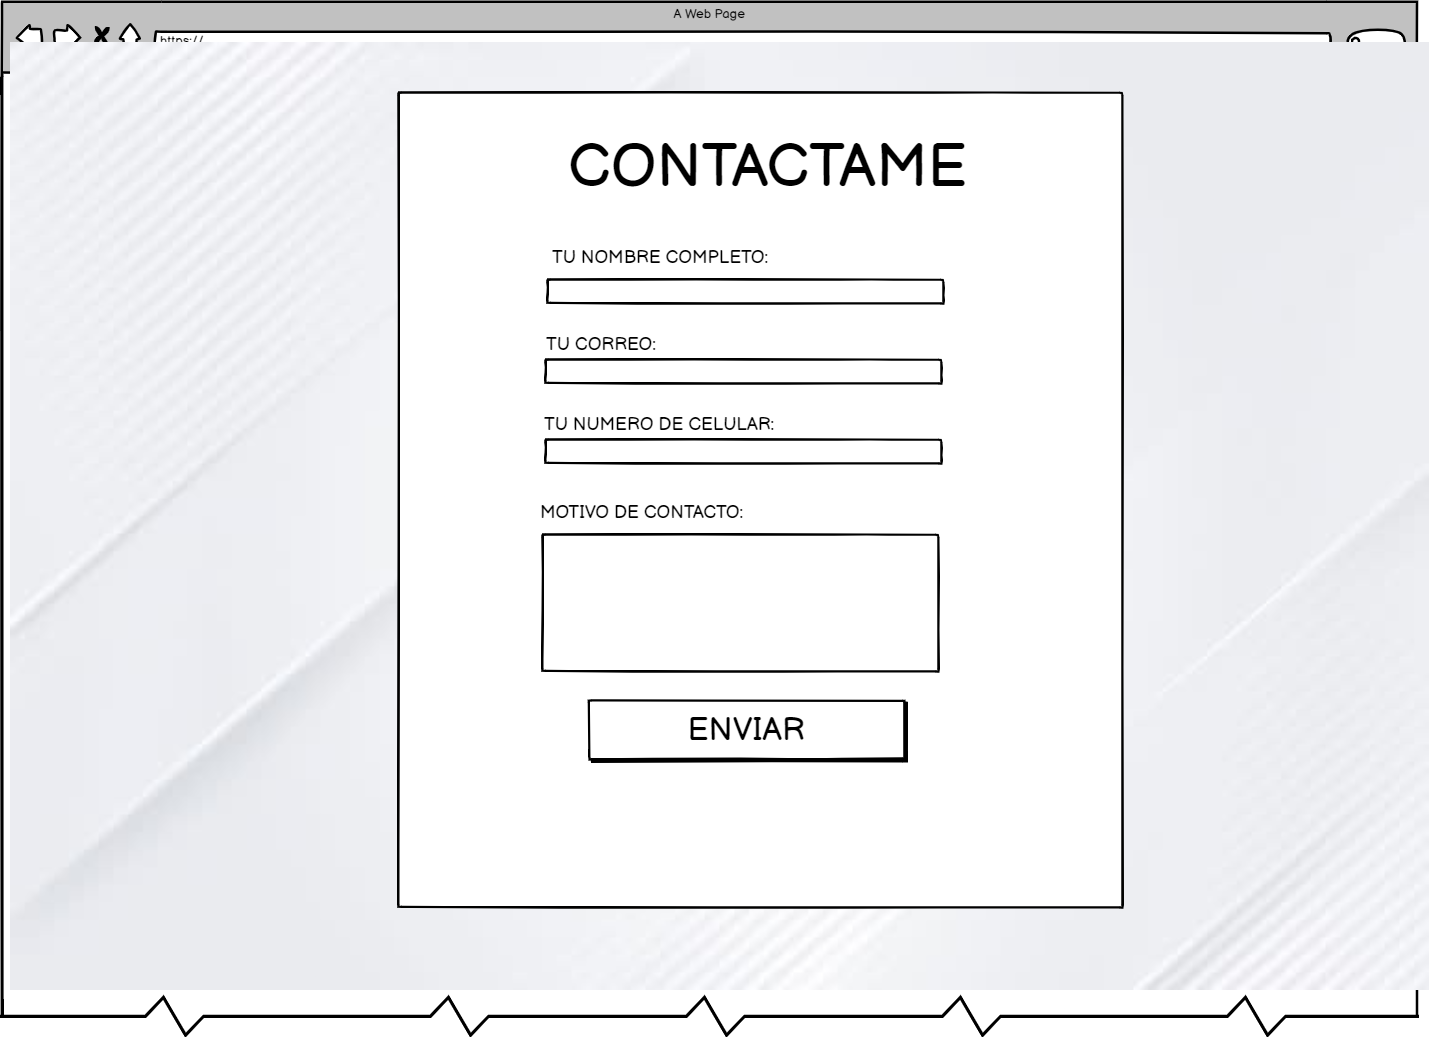 A Web Page
https://
CONTACTAME
TU NOMBRE COMPLETO:
TU CORREO:
TU NUMERO DE CELULAR:
MOTIVO DE CONTACTO:
ENVIAR